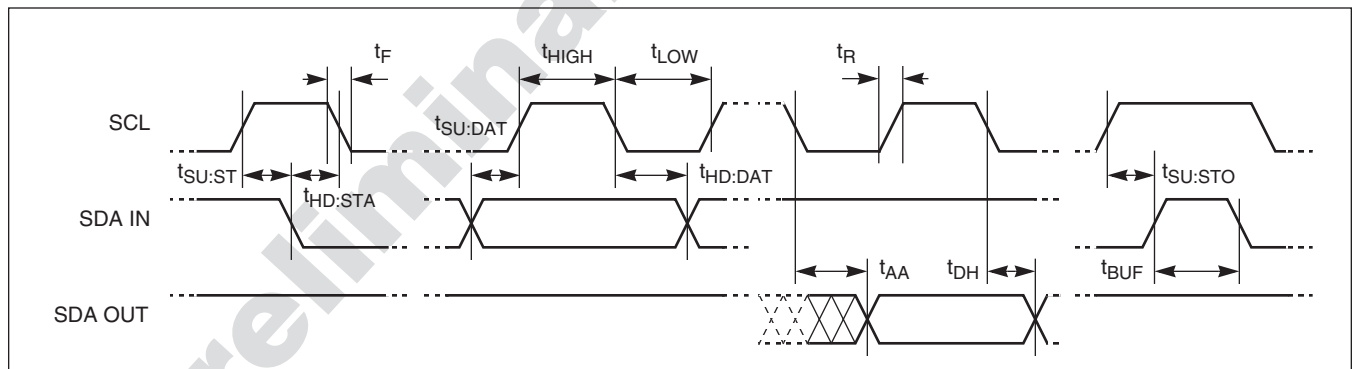 tF
tHIGH
tLOW
tR
SCL
tSU:DAT
tSU:ST
tHD:STA
tHD:DAT
tSU:STO
SDA IN
tAA
tDH
tBUF
SDA OUT
relimina